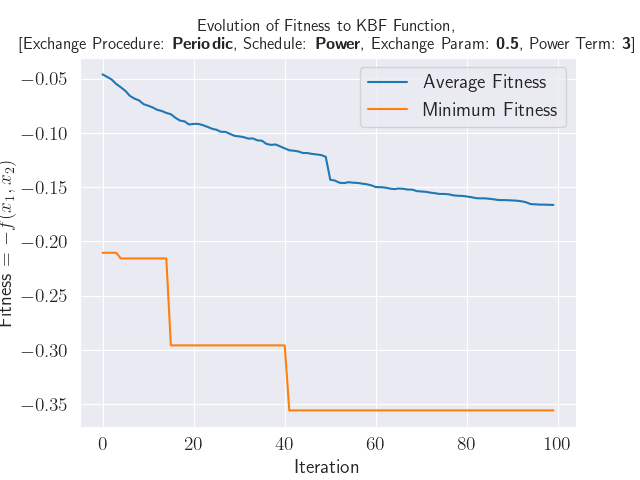 Evolution of Fitness to KBF Function,
[Exchange Procedure: Periodic, Schedule: Power, Exchange Param: 0.5, Power Term: 3]
Average Fitness
Minimum Fitness
−0.05
−0.10
−0.15
−0.20
−0.25
−0.30
−0.35
Fitness = −f(x₁, x₂)
0 20 40 60 80 100
Iteration